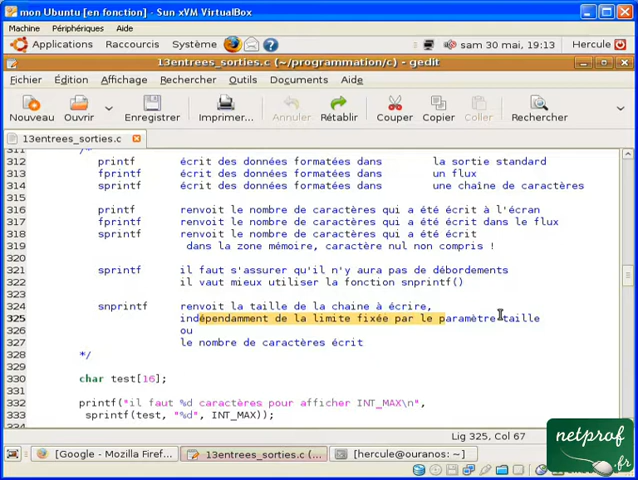 mon Ubuntu [en fonction] - Sun xVM VirtualBox
Machine Périphériques Aide
Applications Raccourcis Système sam 30 mai, 19:13 Hercule
13entrees_sorties.c (~/programmation/c) - gedit
Fichier Édition Affichage Rechercher Outils Documents Aide
Nouveau Ouvrir Enregistrer Imprimer... Annuler Rétablir Couper Copier Coller Rechercher
13entrees_sorties.c
311 /*
312 printf écrit des données formatées dans la sortie standard
313 fprintf écrit des données formatées dans un flux
314 sprintf écrit des données formatées dans une chaîne de caractères
315
316 printf renvoit le nombre de caractères qui a été écrit à l'écran
317 fprintf renvoit le nombre de caractères qui a été écrit dans le flux
318 sprintf renvoit le nombre de caractères qui a été écrit
319 dans la zone mémoire, caractère nul non compris !
320
321 sprintf il faut s'assurer qu'il n'y aura pas de débordements
322 il vaut mieux utiliser la fonction snprintf()
323
324 snprintf renvoit la taille de la chaine à écrire,
325 indépendamment de la limite fixée par le paramètre taille
326 ou
327 le nombre de caractères écrit
328 */
329
330 char test[16];
331
332 printf("il faut %d caractères pour afficher INT_MAX\n",
333 sprintf(test, "%d", INT_MAX));
Lig 325, Col 67
[Google - Mozilla Firef... 13entrees_sorties.c (... [hercule@ouranos: ~]
netprof
.fr